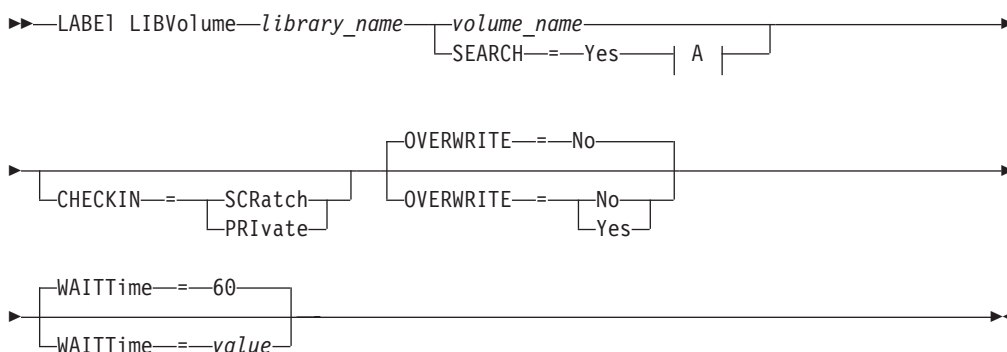 LABEl LIBVolume library_name volume_name
SEARCH = Yes A
OVERWRITE = No
CHECKIN = SCRatch OVERWRITE = No
PRIvate Yes
WAITTime = 60
WAITTime = value